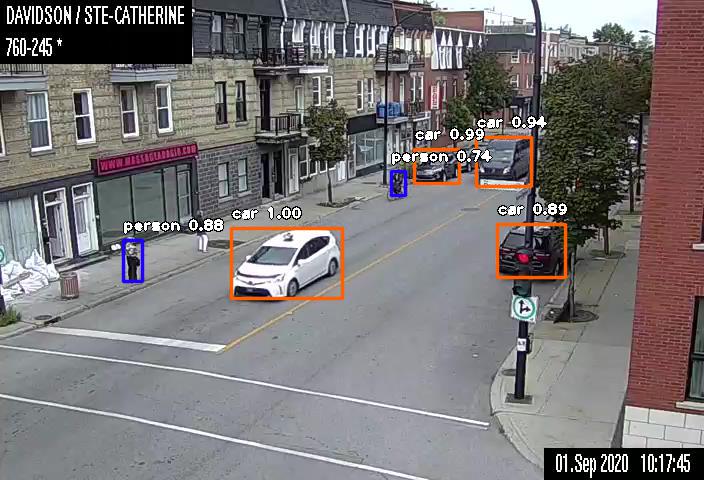 DAVIDSON / STE-CATHERINE
760-245 *
car 0.94
car 0.99
person 0.74
car 0.89
car 1.00
person 0.88
01.Sep 2020 10:17:45